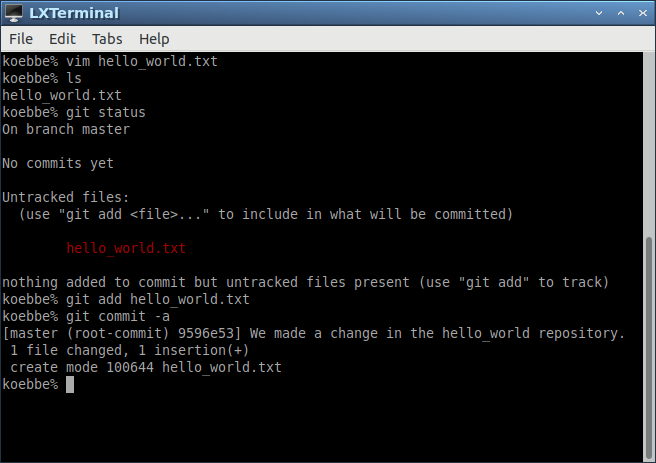 LXTerminal
File Edit Tabs Help
koebbe% vim hello_world.txt
koebbe% ls
hello_world.txt
koebbe% git status
On branch master
No commits yet
Untracked files:
  (use "git add <file>..." to include in what will be committed)
        hello_world.txt
nothing added to commit but untracked files present (use "git add" to track)
koebbe% git add hello_world.txt
koebbe% git commit -a
[master (root-commit) 9596e53] We made a change in the hello_world repository.
 1 file changed, 1 insertion(+)
 create mode 100644 hello_world.txt
koebbe%